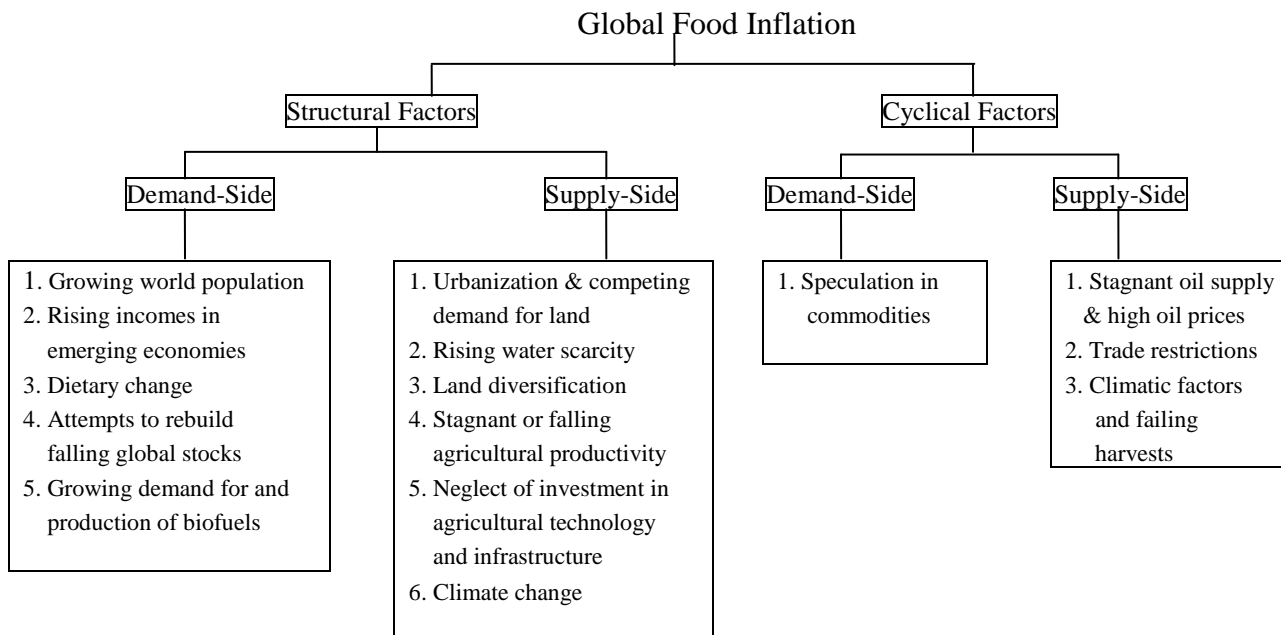 Global Food Inflation
Structural Factors
Cyclical Factors
Demand-Side
Supply-Side
Demand-Side
Supply-Side
1. Growing world population
2. Rising incomes in
emerging economies
3. Dietary change
4. Attempts to rebuild
falling global stocks
5. Growing demand for and
production of biofuels
1. Urbanization & competing
demand for land
2. Rising water scarcity
3. Land diversification
4. Stagnant or falling
agricultural productivity
5. Neglect of investment in
agricultural technology
and infrastructure
6. Climate change
1. Speculation in
commodities
1. Stagnant oil supply
& high oil prices
2. Trade restrictions
3. Climatic factors
and failing
harvests